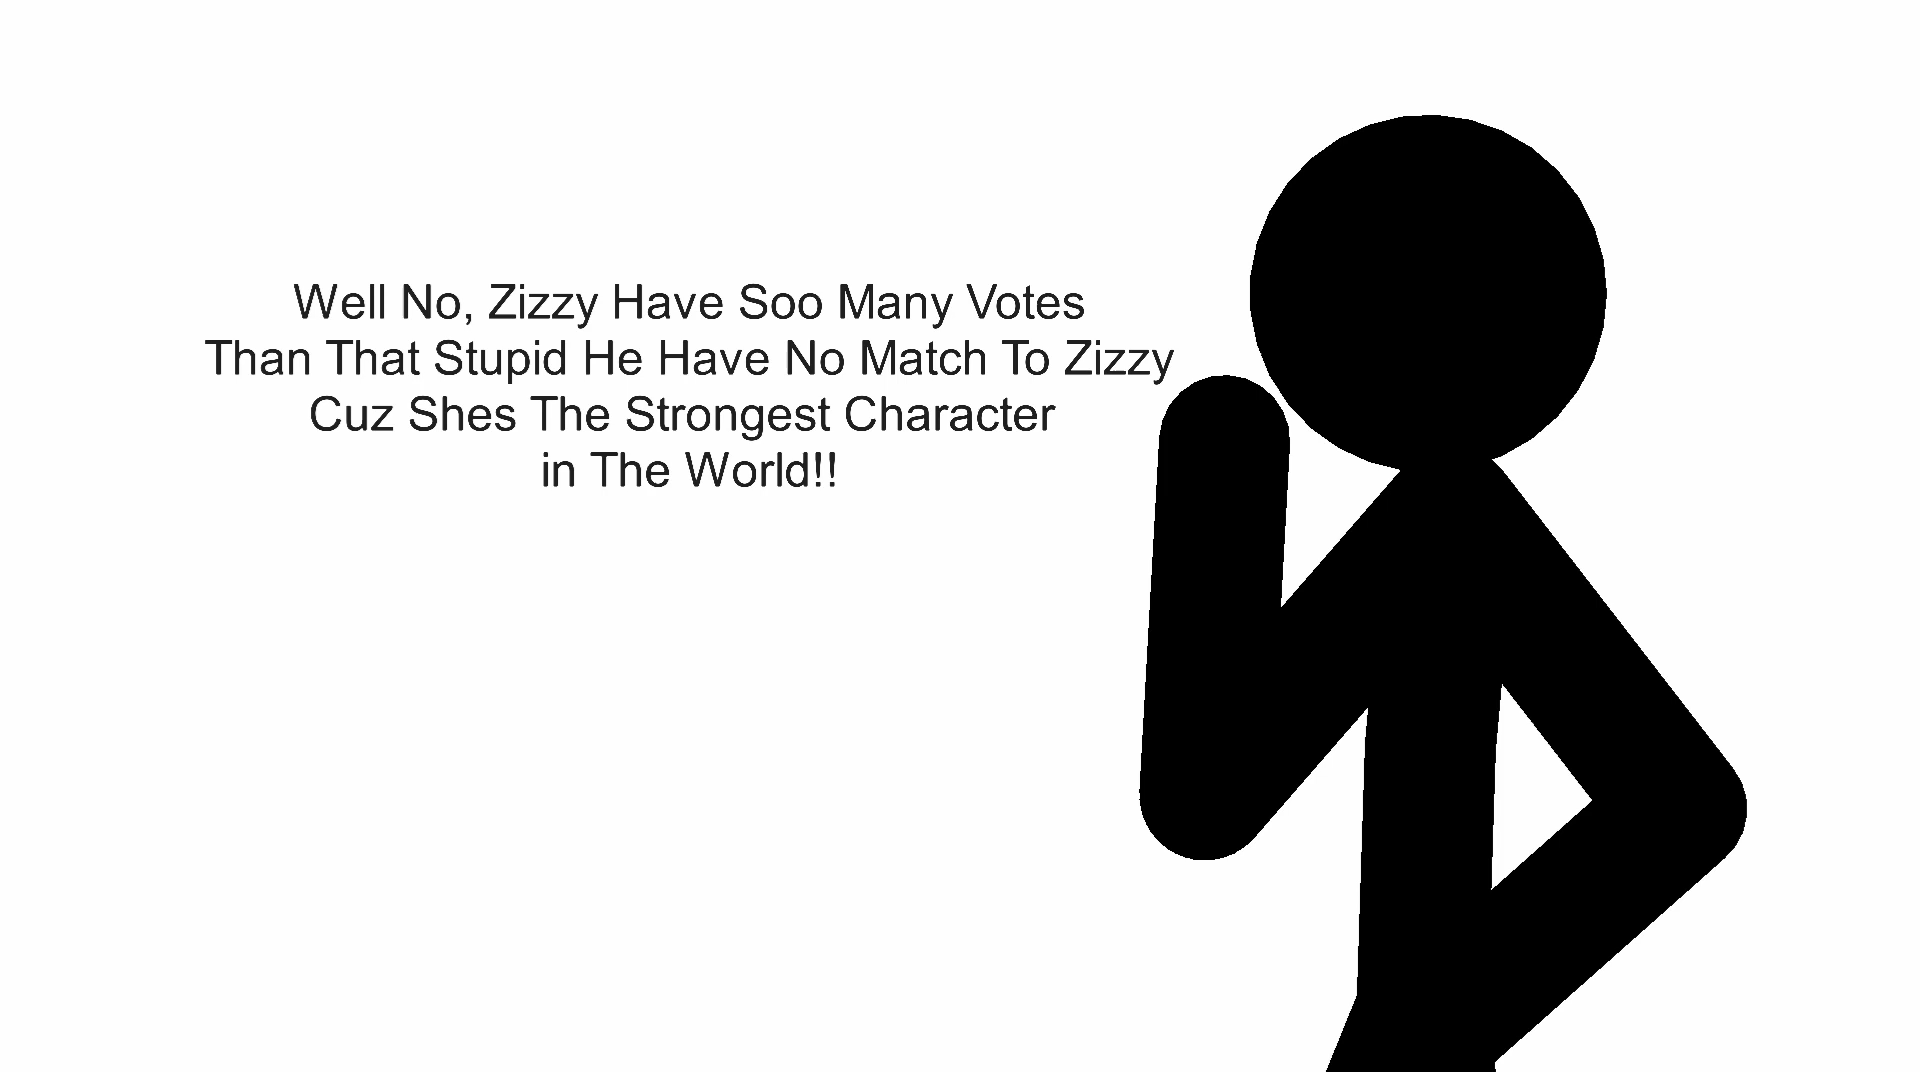 Well No, Zizzy Have Soo Many Votes
Than That Stupid He Have No Match To Zizzy
Cuz Shes The Strongest Character
in The World!!